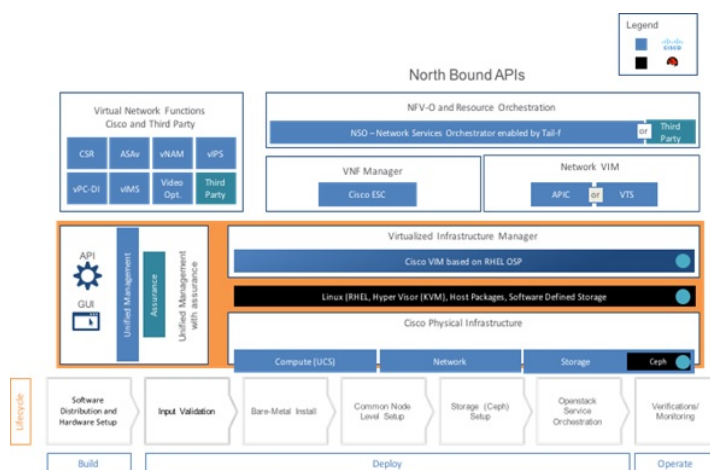 Legend
CISCO
North Bound APIs
Virtual Network Functions
Cisco and Third Party
CSR
ASAv
vNAM
vIPS
vPC-DI
vIMS
Video
Opt.
Third
Party
NFV-O and Resource Orchestration
NSO – Network Services Orchestrator enabled by Tail-f
or
Third
Party
VNF Manager
Cisco ESC
Network VIM
APIC
or
VTS
API
GUI
Unified Management
Assurance
Unified Management
with assurance
Virtualized Infrastructure Manager
Cisco VIM based on RHEL OSP
Linux (RHEL, Hyper Visor (KVM), Host Packages, Software Defined Storage
Cisco Physical Infrastructure
Compute (UCS)
Network
Storage
Ceph
Lifecycle
Software
Distribution and
Hardware Setup
Input Validation
Bare-Metal Install
Common Node
Level Setup
Storage (Ceph)
Setup
Openstack
Service
Orchestration
Verifications/
Monitoring
Build
Deploy
Operate